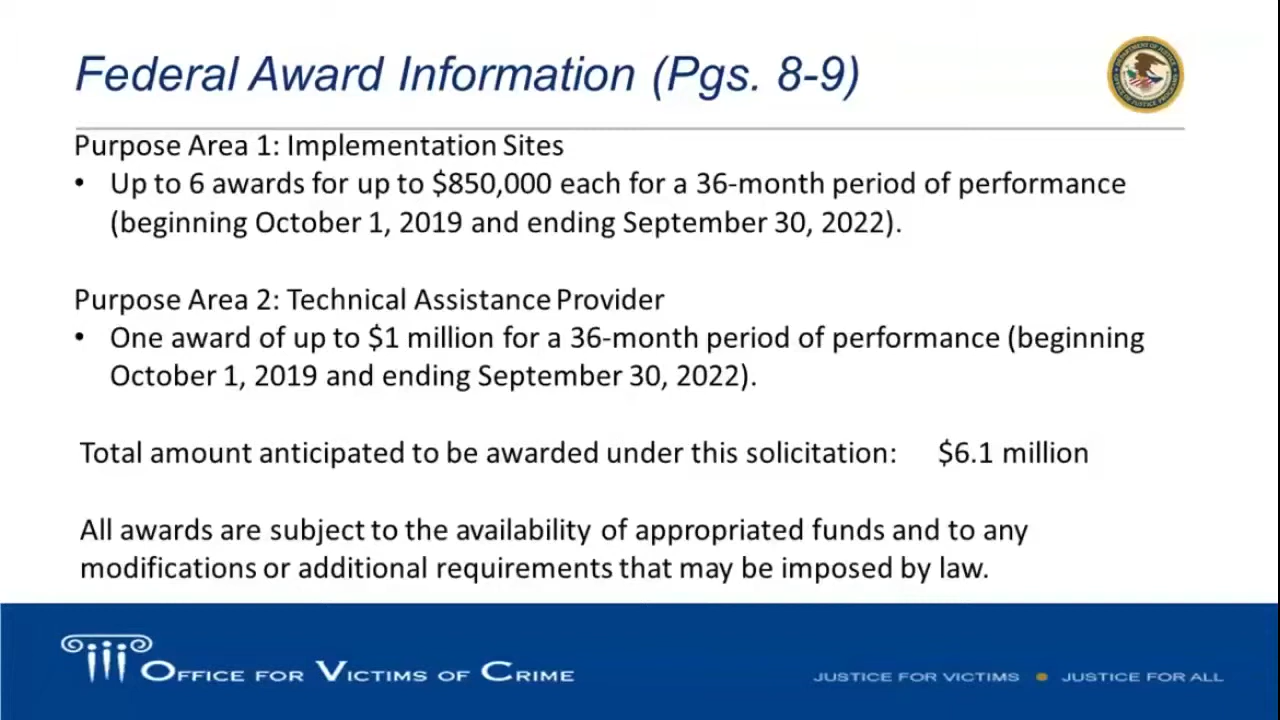 Federal Award Information (Pgs. 8-9)
Purpose Area 1: Implementation Sites
• Up to 6 awards for up to $850,000 each for a 36-month period of performance
(beginning October 1, 2019 and ending September 30, 2022).
Purpose Area 2: Technical Assistance Provider
• One award of up to $1 million for a 36-month period of performance (beginning
October 1, 2019 and ending September 30, 2022).
Total amount anticipated to be awarded under this solicitation: $6.1 million
All awards are subject to the availability of appropriated funds and to any
modifications or additional requirements that may be imposed by law.
OFFICE FOR VICTIMS OF CRIME
JUSTICE FOR VICTIMS • JUSTICE FOR ALL